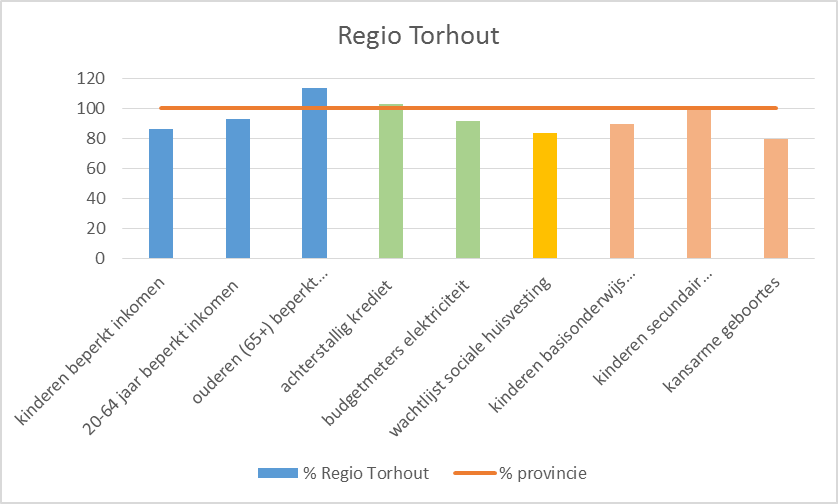 Regio Torhout
120
100
80
60
40
20
0
kinderen beperkt inkomen
20-64 jaar beperkt inkomen
ouderen (65+) beperkt...
achterstallig krediet
budgetmeters elektriciteit
wachtlijst sociale huisvesting
kinderen basisonderwijs...
kinderen secundair...
kansarme geboortes
% Regio Torhout
% provincie